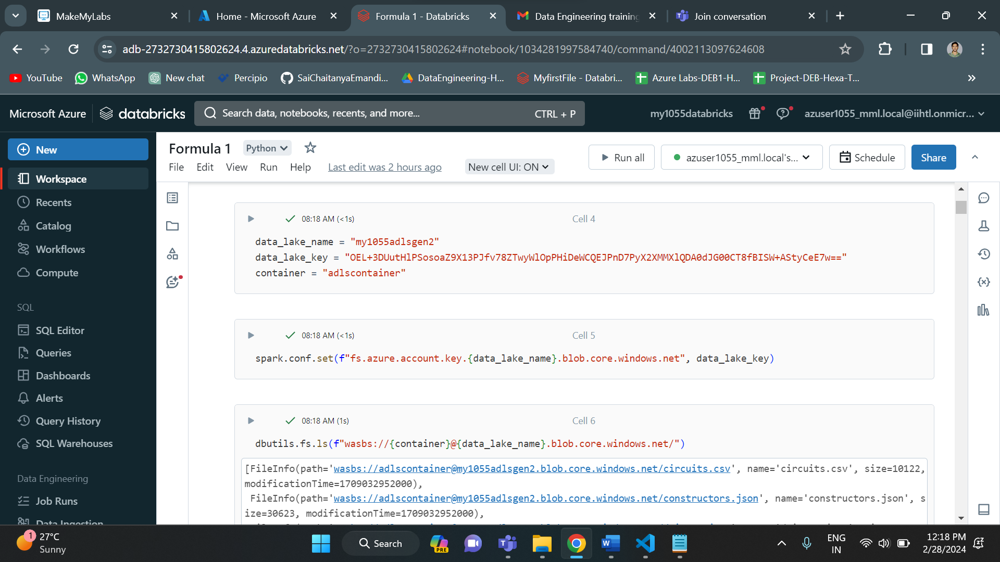 MakeMyLabs
Home - Microsoft Azure
Formula 1 - Databricks
Data Engineering training
Join conversation
adb-2732730415802624.4.azuredatabricks.net/?o=2732730415802624#notebook/1034281997584740/command/4002113097624608
YouTube
WhatsApp
New chat
Percipio
SaiChaitanyaEmandi...
DataEngineering-H...
MyfirstFile - Databri...
Azure Labs-DEB1-H...
Project-DEB-Hexa-T...
Microsoft Azure
databricks
Search data, notebooks, recents, and more...
CTRL + P
my1055databricks
azuser1055_mml.local@iihtl.onmicr...
New
Workspace
Recents
Catalog
Workflows
Compute
SQL
SQL Editor
Queries
Dashboards
Alerts
Query History
SQL Warehouses
Data Engineering
Job Runs
Data Ingestion
Formula 1
Python
File
Edit
View
Run
Help
Last edit was 2 hours ago
New cell UI: ON
Run all
azuser1055_mml.local's...
Schedule
Share
08:18 AM (<1s)
Cell 4
data_lake_name = "my1055adlsgen2"
data_lake_key = "OEL+3DUutHlPSosoaZ9X13PJfv78ZTwyWlOpPHiDeWCQEJPnD7PyX2XMMXlQDA0dJG00CT8fBISW+AStyCeE7w=="
container = "adlscontainer"
08:18 AM (<1s)
Cell 5
spark.conf.set(f"fs.azure.account.key.{data_lake_name}.blob.core.windows.net", data_lake_key)
08:18 AM (1s)
Cell 6
dbutils.fs.ls(f"wasbs://{container}@{data_lake_name}.blob.core.windows.net/")
[FileInfo(path='wasbs://adlscontainer@my1055adlsgen2.blob.core.windows.net/circuits.csv', name='circuits.csv', size=10122,
modificationTime=1709032952000),
FileInfo(path='wasbs://adlscontainer@my1055adlsgen2.blob.core.windows.net/constructors.json', name='constructors.json', s
ize=30623, modificationTime=1709032952000),
1
27°C
Sunny
Search
PRE
ENG
IN
12:18 PM
2/28/2024